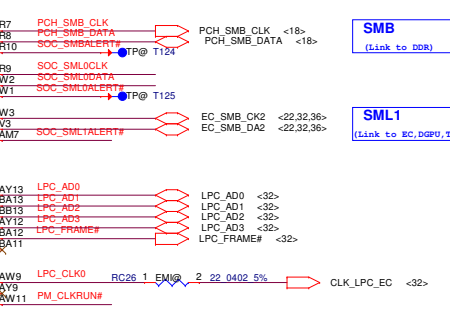 R7 PCH_SMB_CLK PCH_SMB_CLK <18> SMB
R8 PCH_SMB_DATA PCH_SMB_DATA <18>
R10 SOC_SMBALERT# TP@ T124 (Link to DDR)
R9 SOC_SML0CLK
W2 SOC_SML0DATA
W1 SOC_SML0ALERT# TP@ T125
W3 EC_SMB_CK2 <22,32,36> SML1
V3 EC_SMB_DA2 <22,32,36>
AM7 SOC_SML1ALERT# (Link to EC,DGPU,T
AY13 LPC_AD0 LPC_AD0 <32>
BA13 LPC_AD1 LPC_AD1 <32>
BB13 LPC_AD2 LPC_AD2 <32>
AY12 LPC_AD3 LPC_AD3 <32>
BA12 LPC_FRAME# LPC_FRAME# <32>
BA11
AW9 LPC_CLK0 RC26 1 EMI@ 2 22_0402_5% CLK_LPC_EC <32>
AY9
AW11 PM_CLKRUN#